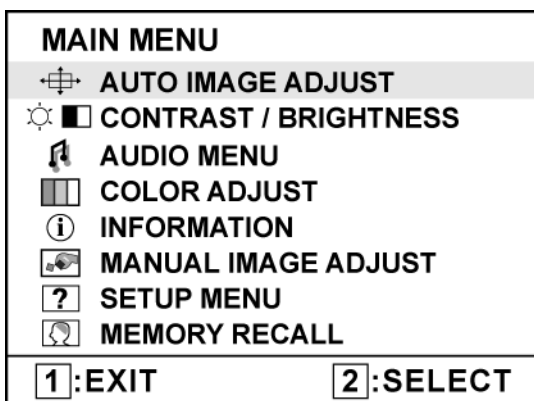 MAIN MENU
AUTO IMAGE ADJUST
CONTRAST / BRIGHTNESS
AUDIO MENU
COLOR ADJUST
i INFORMATION
MANUAL IMAGE ADJUST
? SETUP MENU
MEMORY RECALL
1:EXIT 2:SELECT